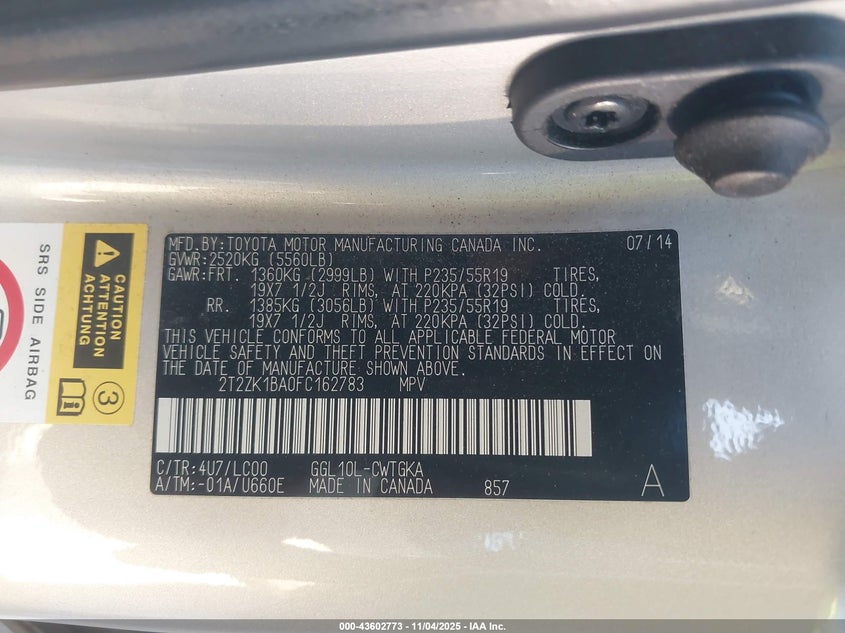 MFD.BY:TOYOTA MOTOR MANUFACTURING CANADA INC. 07/14
GVWR:2520KG (5560LB)
GAWR:FRT. 1360KG (2999LB) WITH P235/55R19 TIRES,
19X7 1/2J RIMS, AT 220KPA (32PSI) COLD.
RR. 1385KG (3056LB) WITH P235/55R19 TIRES,
19X7 1/2J RIMS, AT 220KPA (32PSI) COLD.
THIS VEHICLE CONFORMS TO ALL APPLICABLE FEDERAL MOTOR
VEHICLE SAFETY AND THEFT PREVENTION STANDARDS IN EFFECT ON
THE DATE OF MANUFACTURE SHOWN ABOVE.
2T2ZK1BA0FC162783 MPV
C/TR:4U7/LC00 GGL10L-CWTGKA
A/TM:-01A/U660E MADE IN CANADA 857 A
CAUTION
ATTENTION
ACHTUNG
3
SRS SIDE AIRBAG
000-43602773 - 11/04/2025 - IAA Inc.